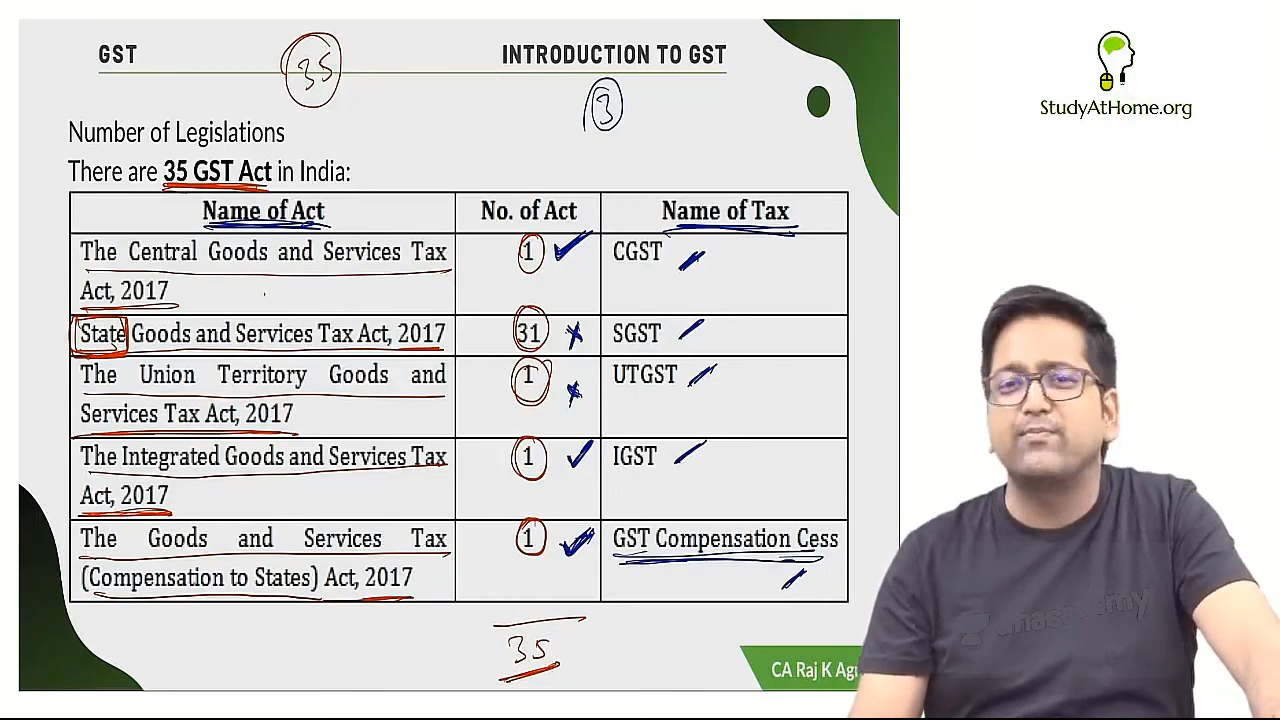 GST
35
INTRODUCTION TO GST
3
StudyAtHome.org
Number of Legislations
There are 35 GST Act in India:
Name of Act No. of Act Name of Tax
The Central Goods and Services Tax Act, 2017 1 CGST
State Goods and Services Tax Act, 2017 31 SGST
The Union Territory Goods and Services Tax Act, 2017 1 UTGST
The Integrated Goods and Services Tax Act, 2017 1 IGST
The Goods and Services Tax (Compensation to States) Act, 2017 1 GST Compensation Cess
35
CA Raj K
unacademy